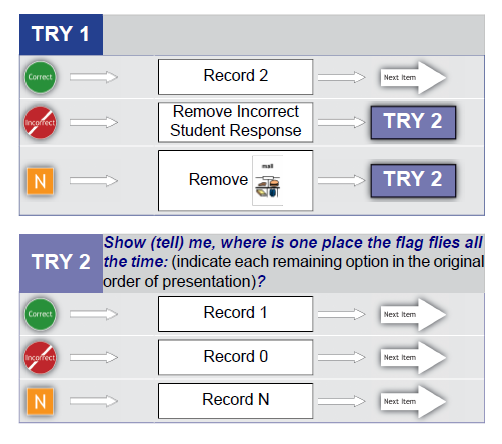 TRY 1
Correct
Record 2
Next Item
Incorrect
Remove Incorrect
Student Response
TRY 2
N
Remove
mall
TRY 2
TRY 2
Show (tell) me, where is one place the flag flies all
the time: (indicate each remaining option in the original
order of presentation)?
Correct
Record 1
Next Item
Incorrect
Record 0
Next Item
N
Record N
Next Item